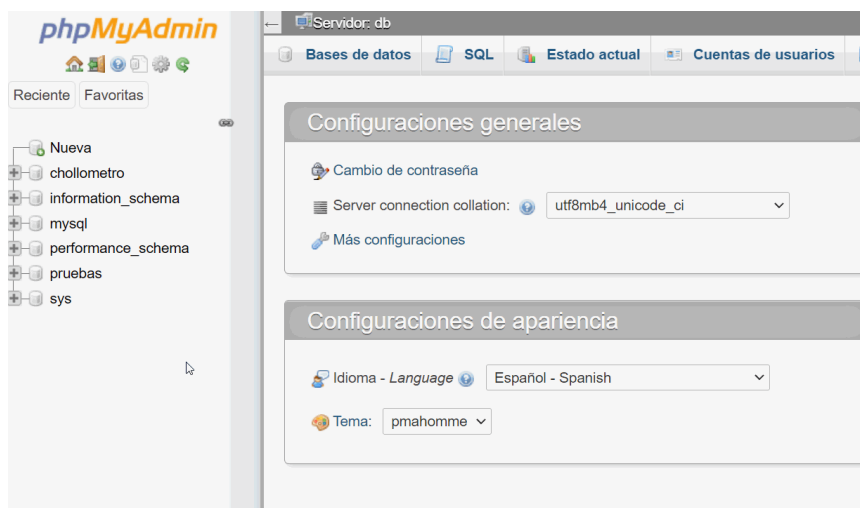 phpMyAdmin
Reciente Favoritas
Nueva
chollometro
information_schema
mysql
performance_schema
pruebas
sys
Servidor: db
Bases de datos SQL Estado actual Cuentas de usuarios
Configuraciones generales
Cambio de contraseña
Server connection collation: utf8mb4_unicode_ci
Más configuraciones
Configuraciones de apariencia
Idioma - Language Español - Spanish
Tema: pmahomme